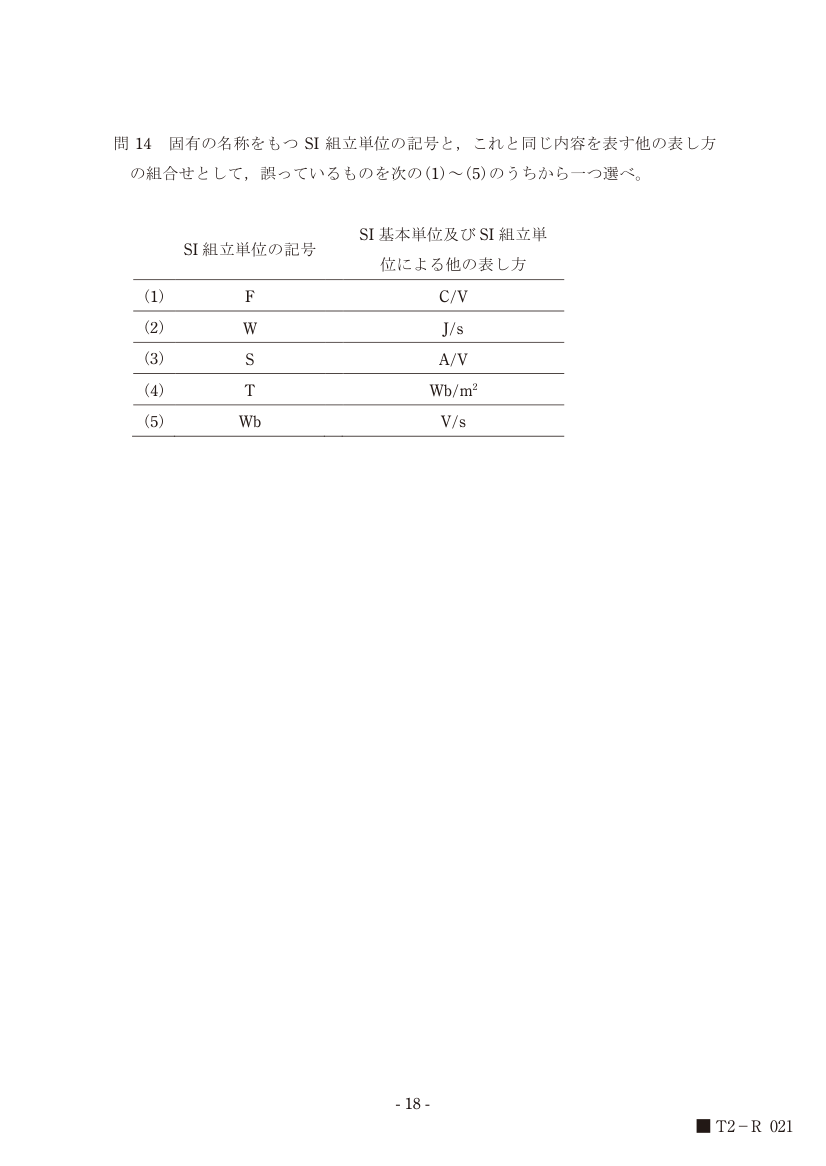 問 14 固有の名称をもつ SI 組立単位の記号と，これと同じ内容を表す他の表し方
の組合せとして，誤っているものを次の(1)～(5)のうちから一つ選べ。
SI 組立単位の記号 SI 基本単位及び SI 組立単
位による他の表し方
(1) F C/V
(2) W J/s
(3) S A/V
(4) T Wb/m²
(5) Wb V/s
- 18 -
■ T2－R 021